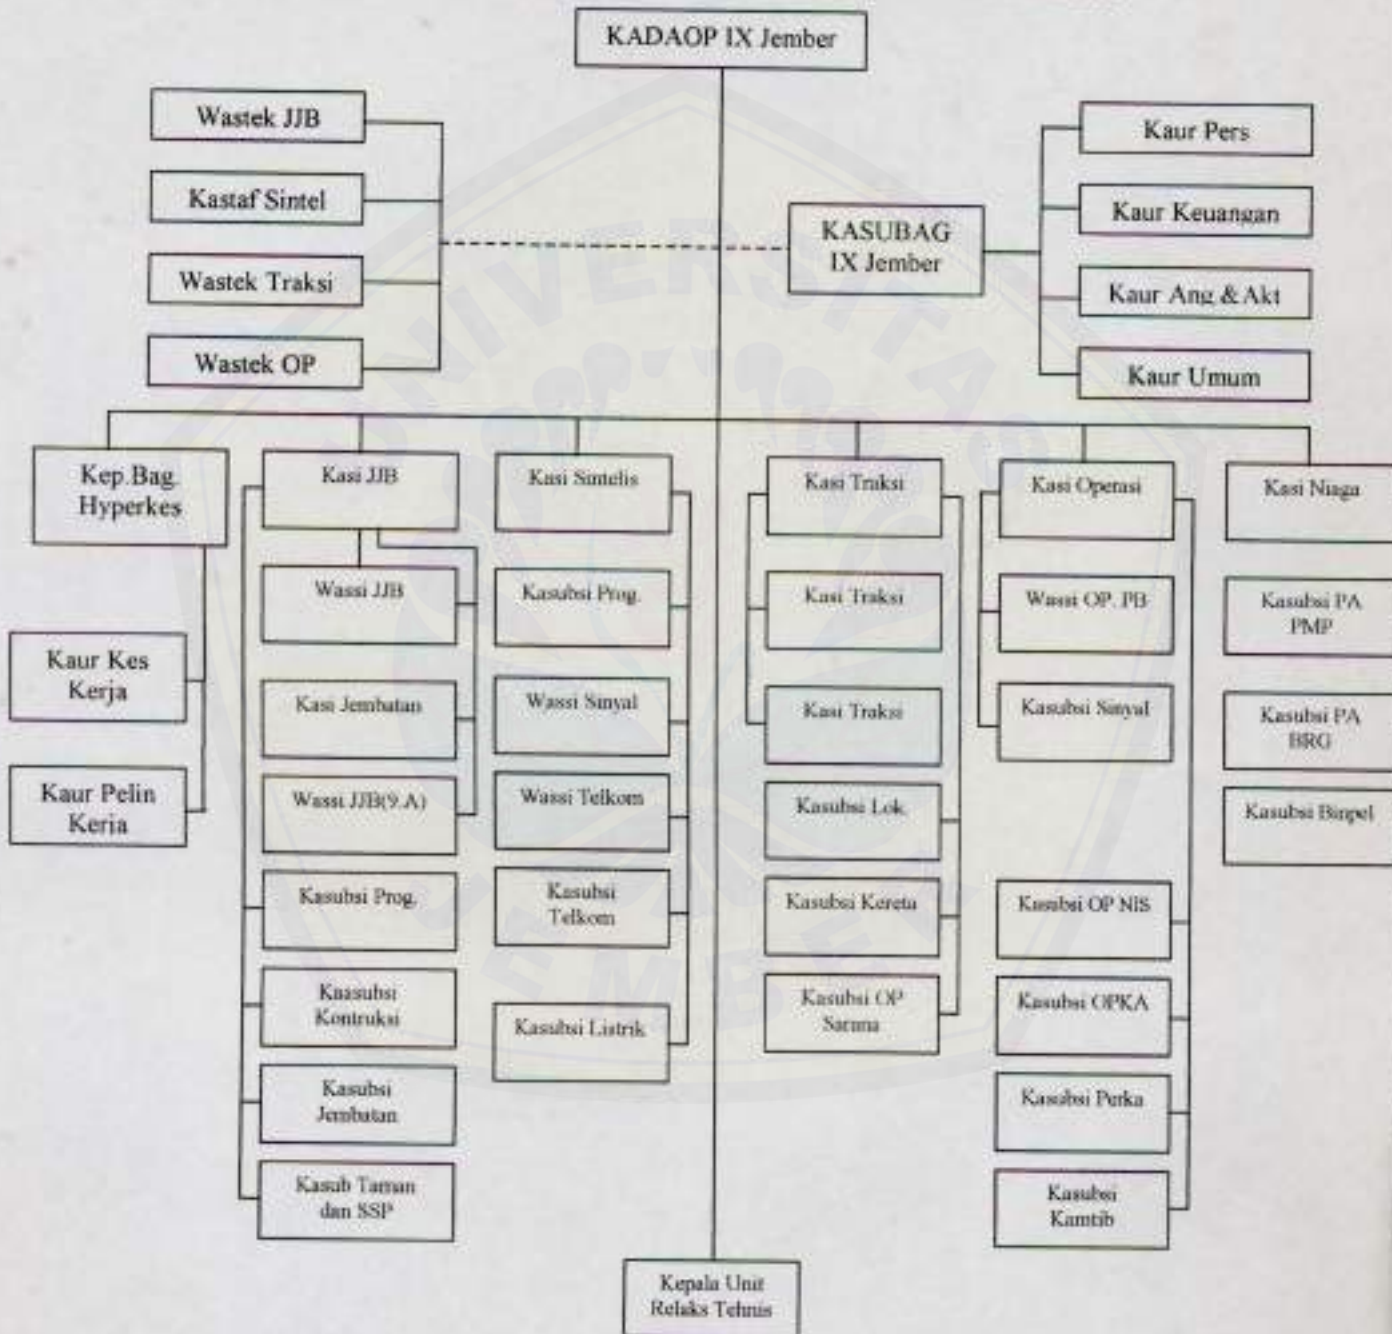 KADAOP IX Jember
Wastek JJB
Kastaf Sintel
Wastek Traksi
Wastek OP
KASUBAG
IX Jember
Kaur Pers
Kaur Keuangan
Kaur Ang &Akt
Kaur Umum
Kep.Bag.
Hyperkes
Kaur Kes
Kerja
Kaur Pelin
Kerja
Kasi JJB
Wassi JJB
Kasi Jembatan
Wassi JJB(9.A)
Kasubsi Prog.
Kaasubsi
Kontruksi
Kasubsi
Jembatan
Kasub Taman
dan SSP
Kasi Sintelis
Kasubsi Prog.
Wassi Sinyal
Wassi Telkom
Kasubsi
Telkom
Kasubsi Listrik
Kasi Traksi
Kasi Traksi
Kasi Traksi
Kasubsi Lok.
Kasubsi Kereta
Kasubsi OP
Sarana
Kasi Operasi
Wassi OP. PB
Kasubsi Sinyal
Kasubsi OP NIS
Kasubsi OPKA
Kasubsi Perka
Kasubsi
Kamtib
Kasi Niaga
Kasubsi PA
PMP
Kasubsi PA
BRG
Kasubsi Binpel
Kepala Unit
Relaks Tehnis
UNIVERSITAS
JEMBER